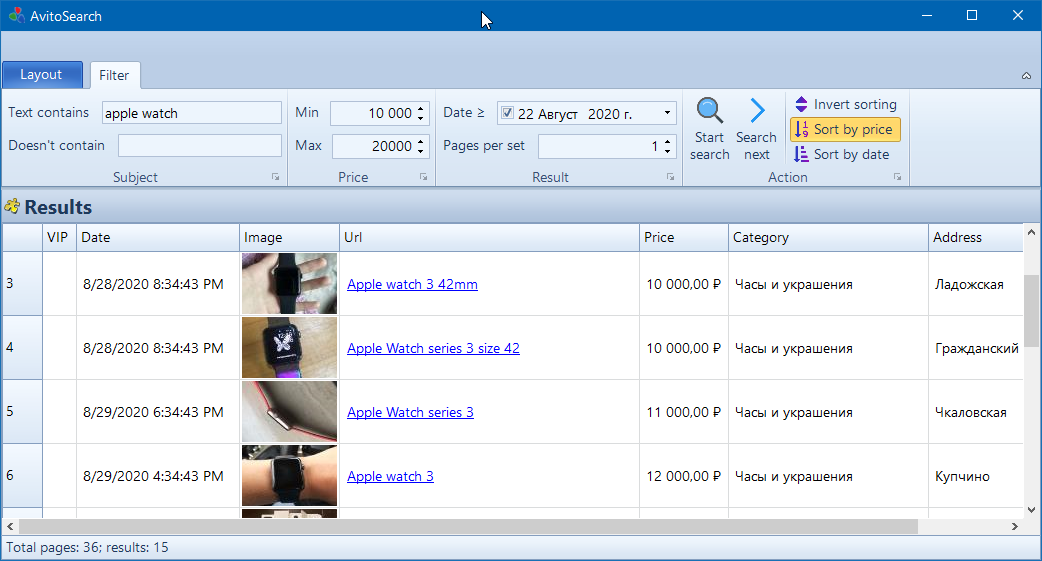 AvitoSearch
Layout Filter
Text contains apple watch
Doesn't contain
Subject
Min 10 000
Max 20000
Price
Date ≥ 22 Август 2020 г.
Pages per set 1
Result
Start search
Search next
Invert sorting
Sort by price
Sort by date
Action
Results
VIP Date Image Url Price Category Address
3 8/28/2020 8:34:43 PM Apple watch 3 42mm 10 000,00 ₽ Часы и украшения Ладожская
4 8/28/2020 8:34:43 PM Apple Watch series 3 size 42 10 000,00 ₽ Часы и украшения Гражданский
5 8/29/2020 6:34:43 PM Apple Watch series 3 11 000,00 ₽ Часы и украшения Чкаловская
6 8/29/2020 4:34:43 PM Apple watch 3 12 000,00 ₽ Часы и украшения Купчино
Total pages: 36; results: 15